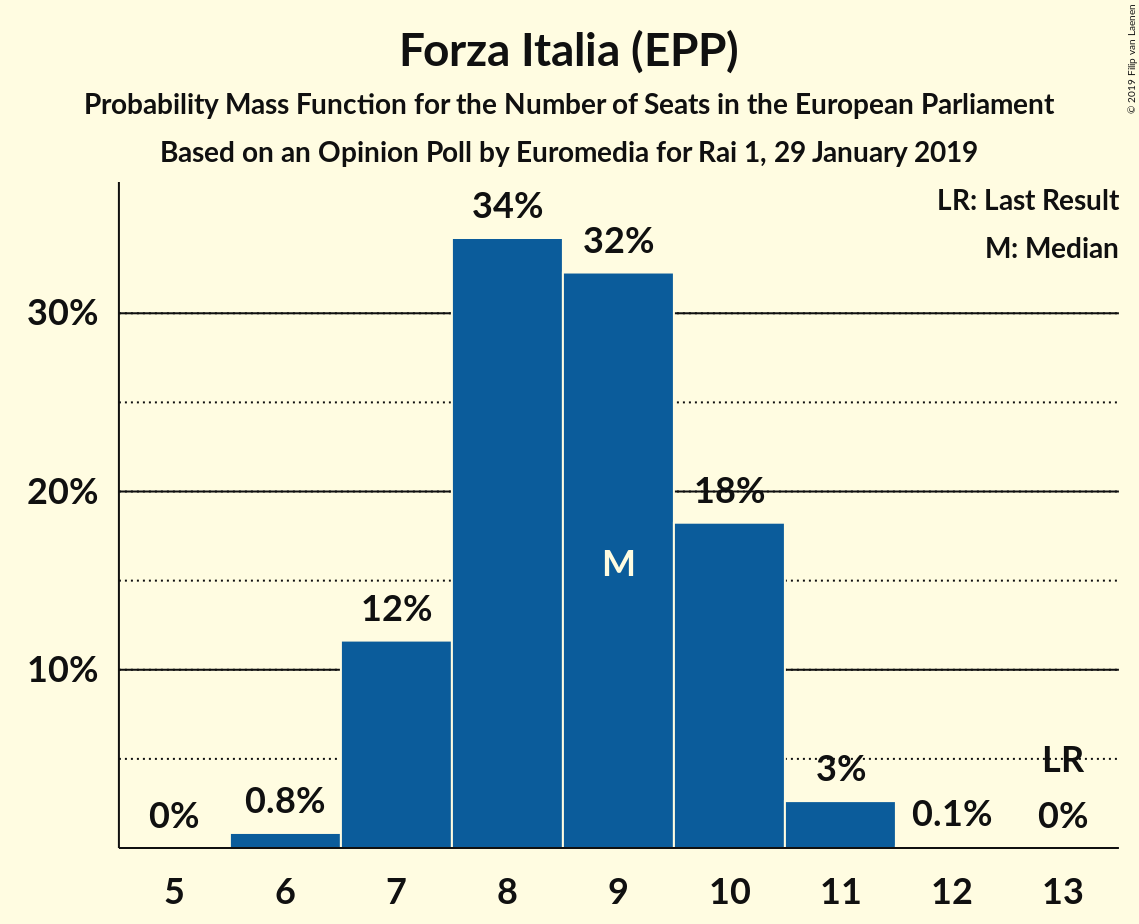 Forza Italia (EPP)
Probability Mass Function for the Number of Seats in the European Parliament
Based on an Opinion Poll by Euromedia for Rai 1, 29 January 2019
© 2019 Filip van Laenen
LR: Last Result
M: Median
34%
32%
30%
20%
18%
M
12%
10%
LR
3%
0%
0.8%
0.1%
0%
5 6 7 8 9 10 11 12 13